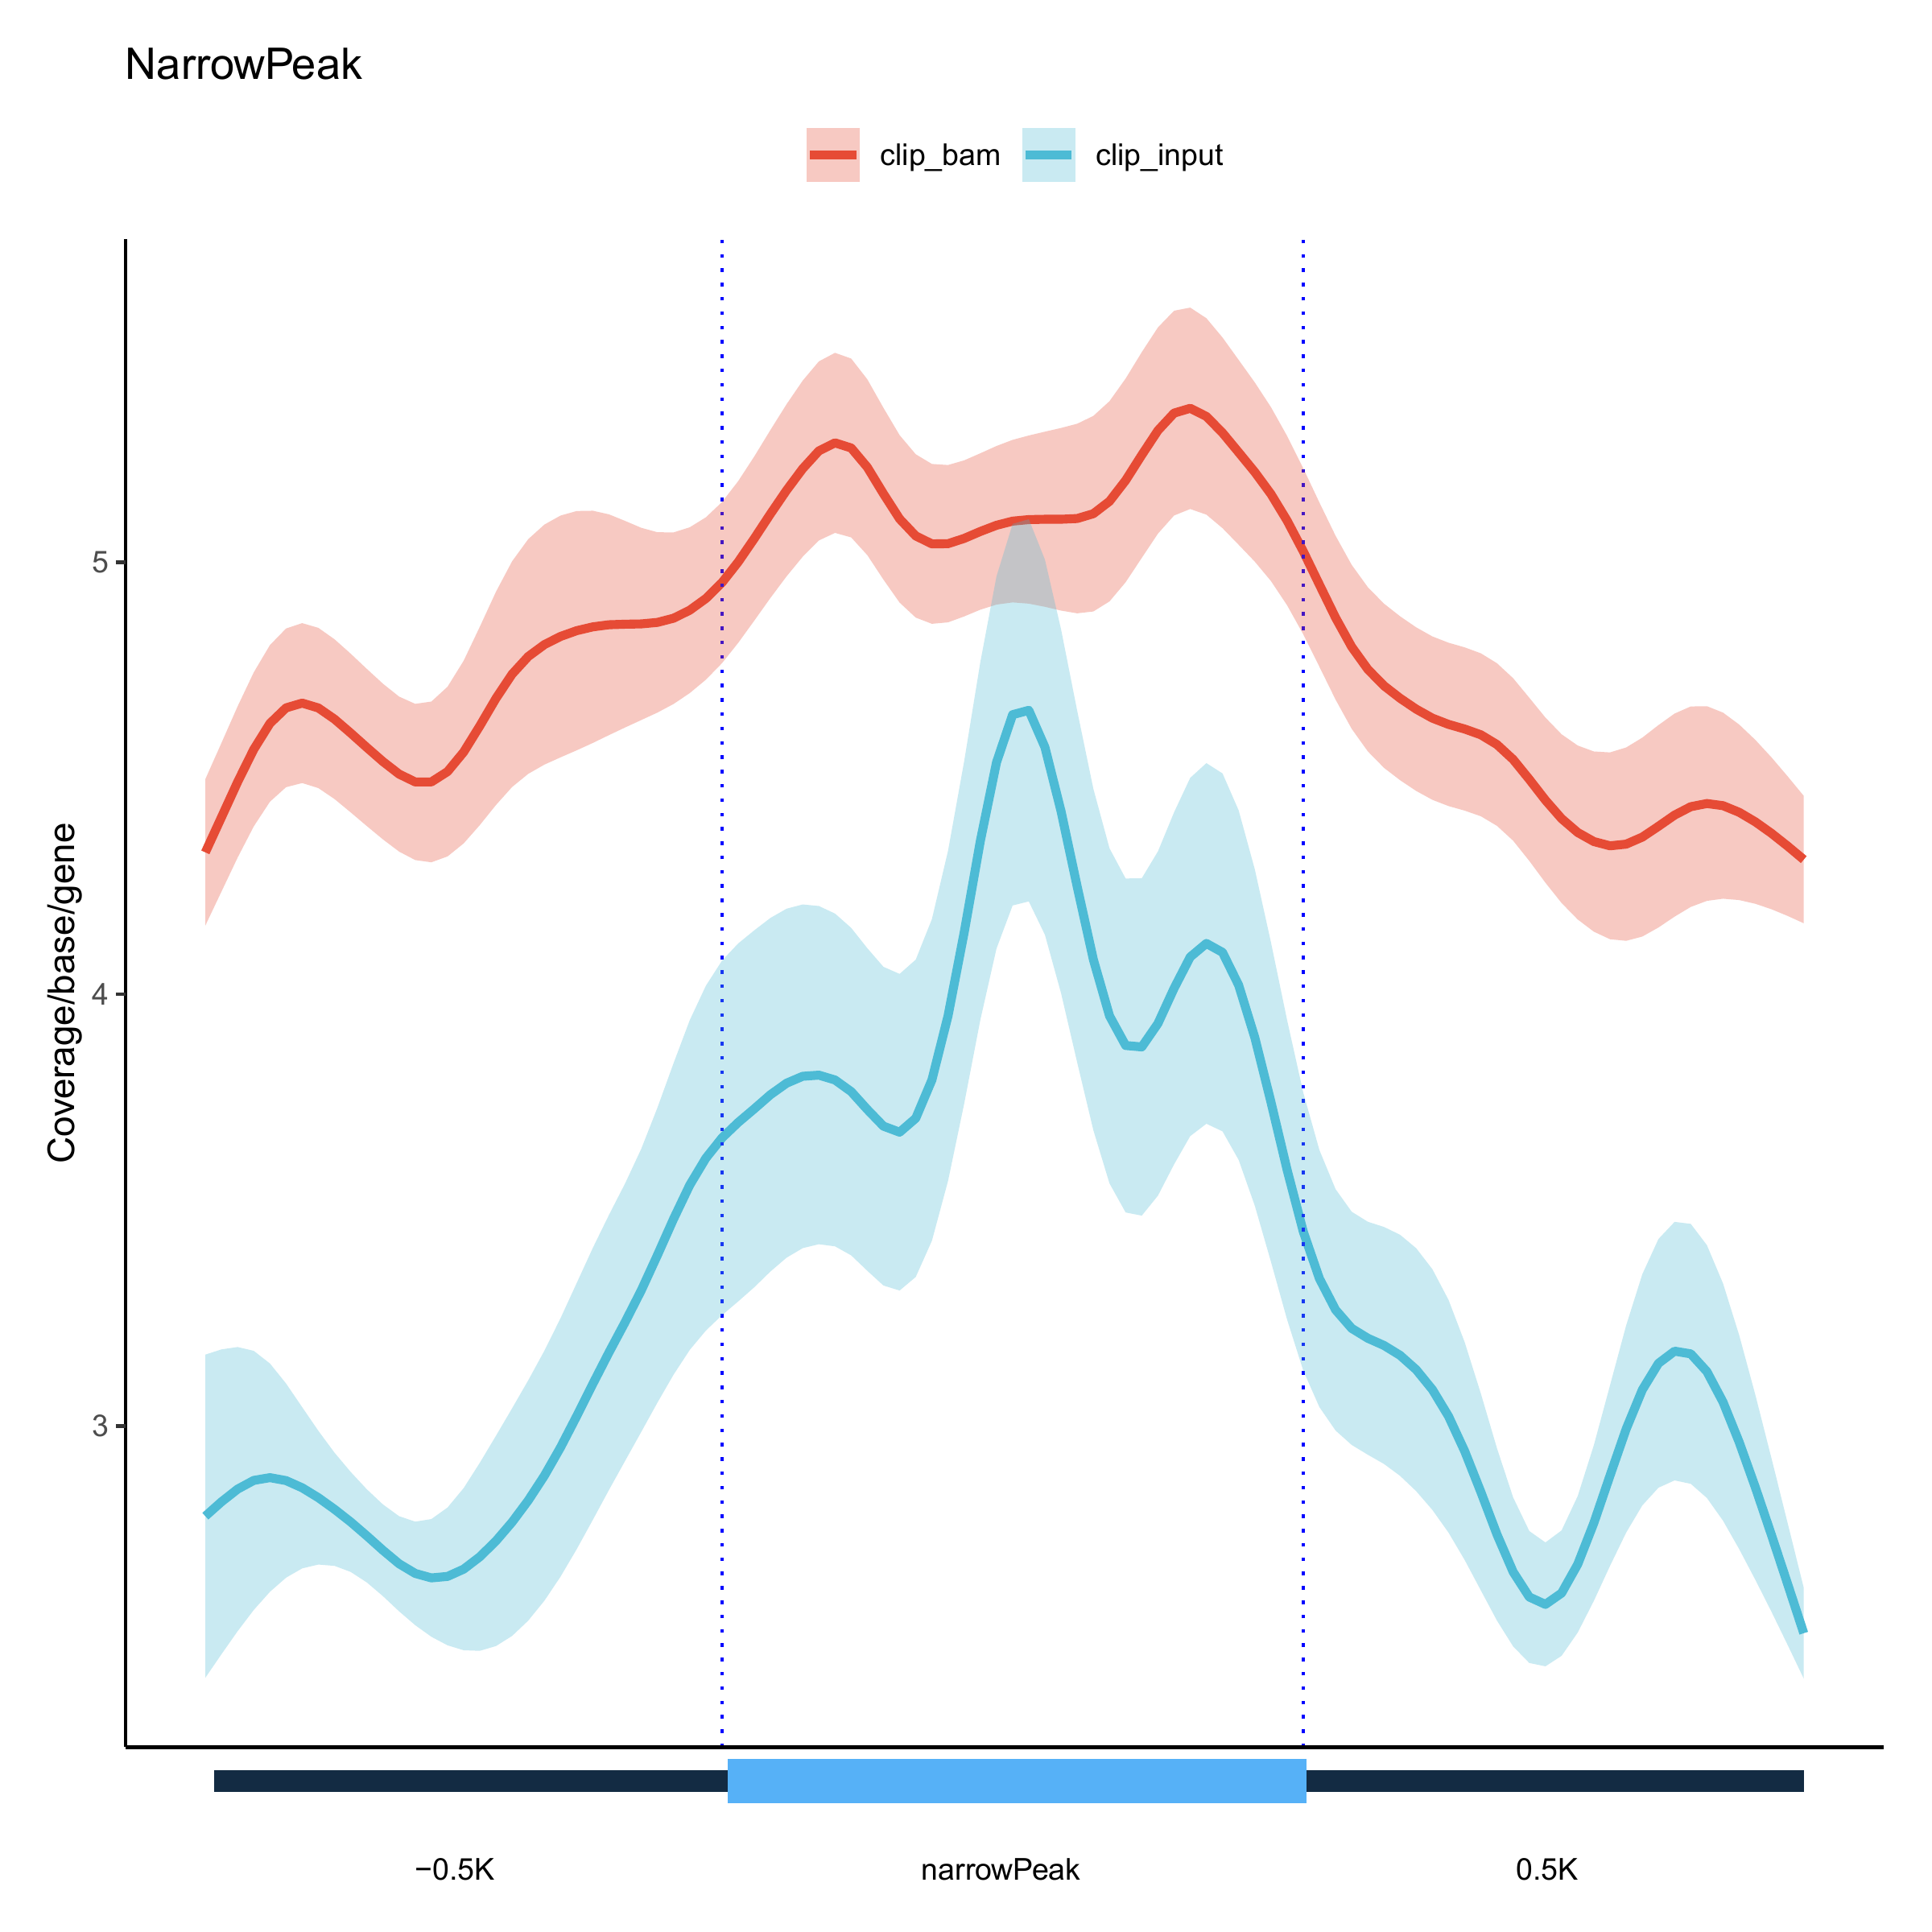 NarrowPeak
clip_bam clip_input
Coverage/base/gene
5
4
3
−0.5K narrowPeak 0.5K